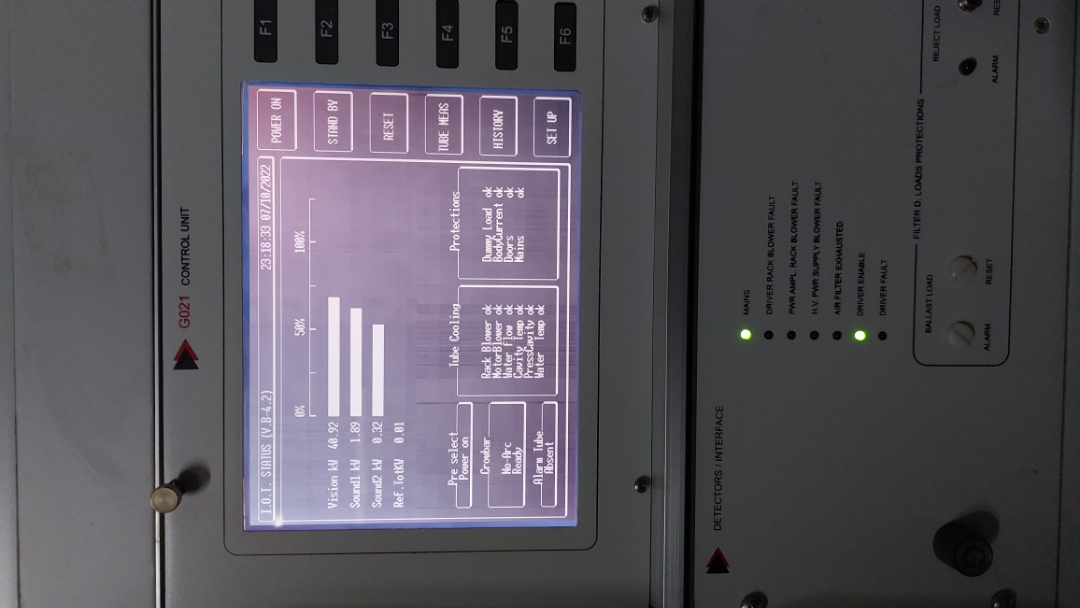 G021 CONTROL UNIT
I.O.T. STATUS (V.B-4.2) 23:18:33 07/10/2022
0% 50% 100%
Vision kW 40.92
Sound1 kW 1.89
Sound2 kW 0.32
Ref.TotKW 0.01
Pre select
Power on
Crowbar
No-Arc
Ready
Alarm Tube
Absent
Tube Cooling
Rack Blower ok
MotorBlower ok
Water flow ok
Cavity Temp ok
PressCavity ok
Water Temp ok
Protections
Dummy Load ok
BodyCurrent ok
Doors ok
Mains ok
POWER ON
STAND BY
RESET
TUBE MEAS
HISTORY
SET UP
F1
F2
F3
F4
F5
F6
DETECTORS / INTERFACE
MAINS
DRIVER RACK BLOWER FAULT
PWR AMPL. RACK BLOWER FAULT
H.V. PWR SUPPLY BLOWER FAULT
AIR FILTER EXHAUSTED
DRIVER ENABLE
DRIVER FAULT
FILTER D. LOADS PROTECTIONS
BALLAST LOAD
ALARM
RESET
REJECT LOAD
ALARM
RES